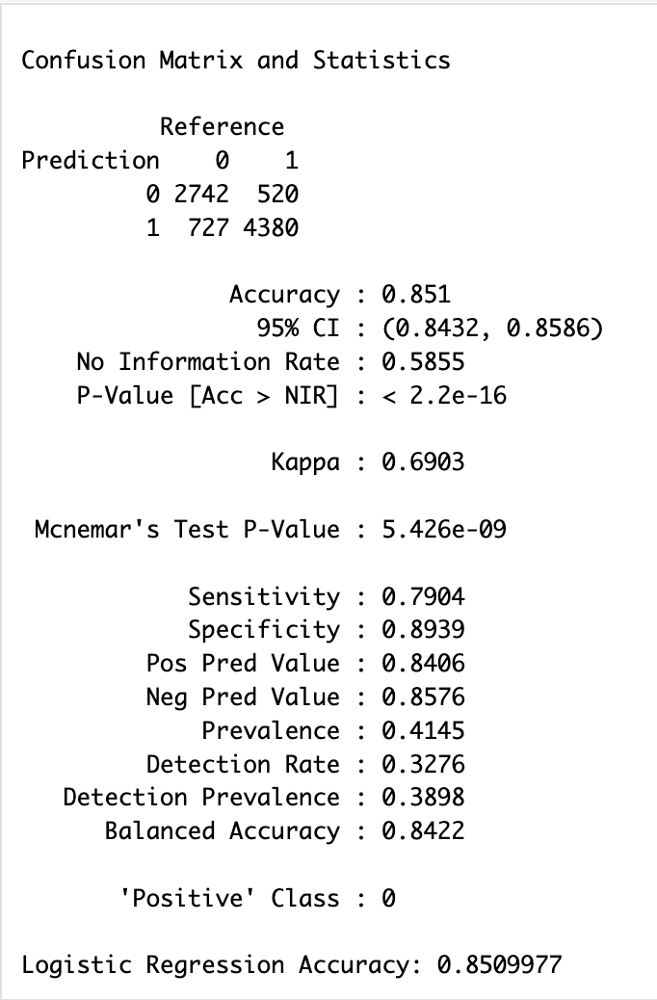 Confusion Matrix and Statistics
Reference
Prediction 0 1
0 2742 520
1 727 4380
Accuracy : 0.851
95% CI : (0.8432, 0.8586)
No Information Rate : 0.5855
P-Value [Acc > NIR] : < 2.2e-16
Kappa : 0.6903
Mcnemar's Test P-Value : 5.426e-09
Sensitivity : 0.7904
Specificity : 0.8939
Pos Pred Value : 0.8406
Neg Pred Value : 0.8576
Prevalence : 0.4145
Detection Rate : 0.3276
Detection Prevalence : 0.3898
Balanced Accuracy : 0.8422
'Positive' Class : 0
Logistic Regression Accuracy: 0.8509977